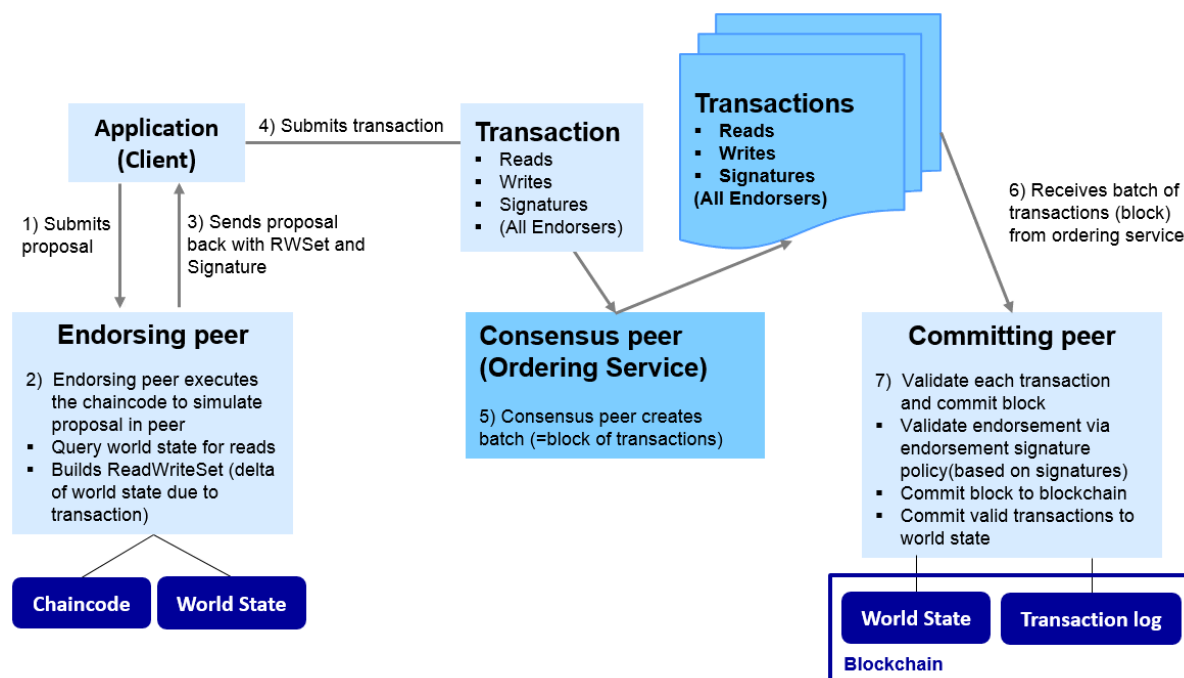 Application
(Client)
4) Submits transaction
Transaction
▪ Reads
▪ Writes
▪ Signatures
▪ (All Endorsers)
Transactions
▪ Reads
▪ Writes
▪ Signatures
(All Endorsers)
6) Receives batch of
transactions (block)
from ordering service
1) Submits
proposal
3) Sends proposal
back with RWSet and
Signature
Endorsing peer
2) Endorsing peer executes
the chaincode to simulate
proposal in peer
▪ Query world state for reads
▪ Builds ReadWriteSet (delta
of world state due to
transaction)
Chaincode
World State
Consensus peer
(Ordering Service)
5) Consensus peer creates
batch (=block of transactions)
Committing peer
7) Validate each transaction
and commit block
▪ Validate endorsement via
endorsement signature
policy(based on signatures)
▪ Commit block to blockchain
▪ Commit valid transactions to
world state
World State
Transaction log
Blockchain